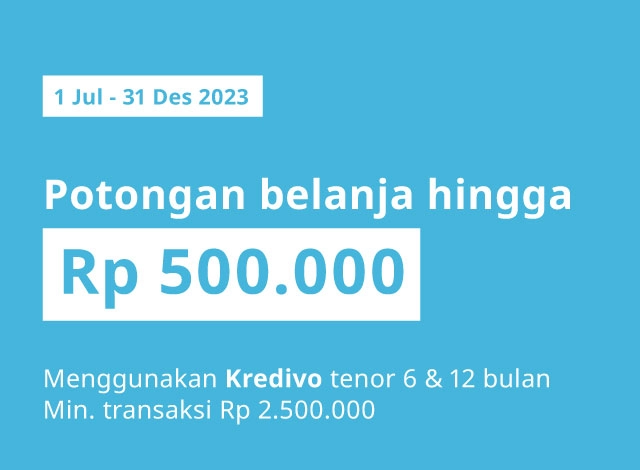 1 Jul - 31 Des 2023
Potongan belanja hingga
Rp 500.000
Menggunakan Kredivo tenor 6 & 12 bulan
Min. transaksi Rp 2.500.000